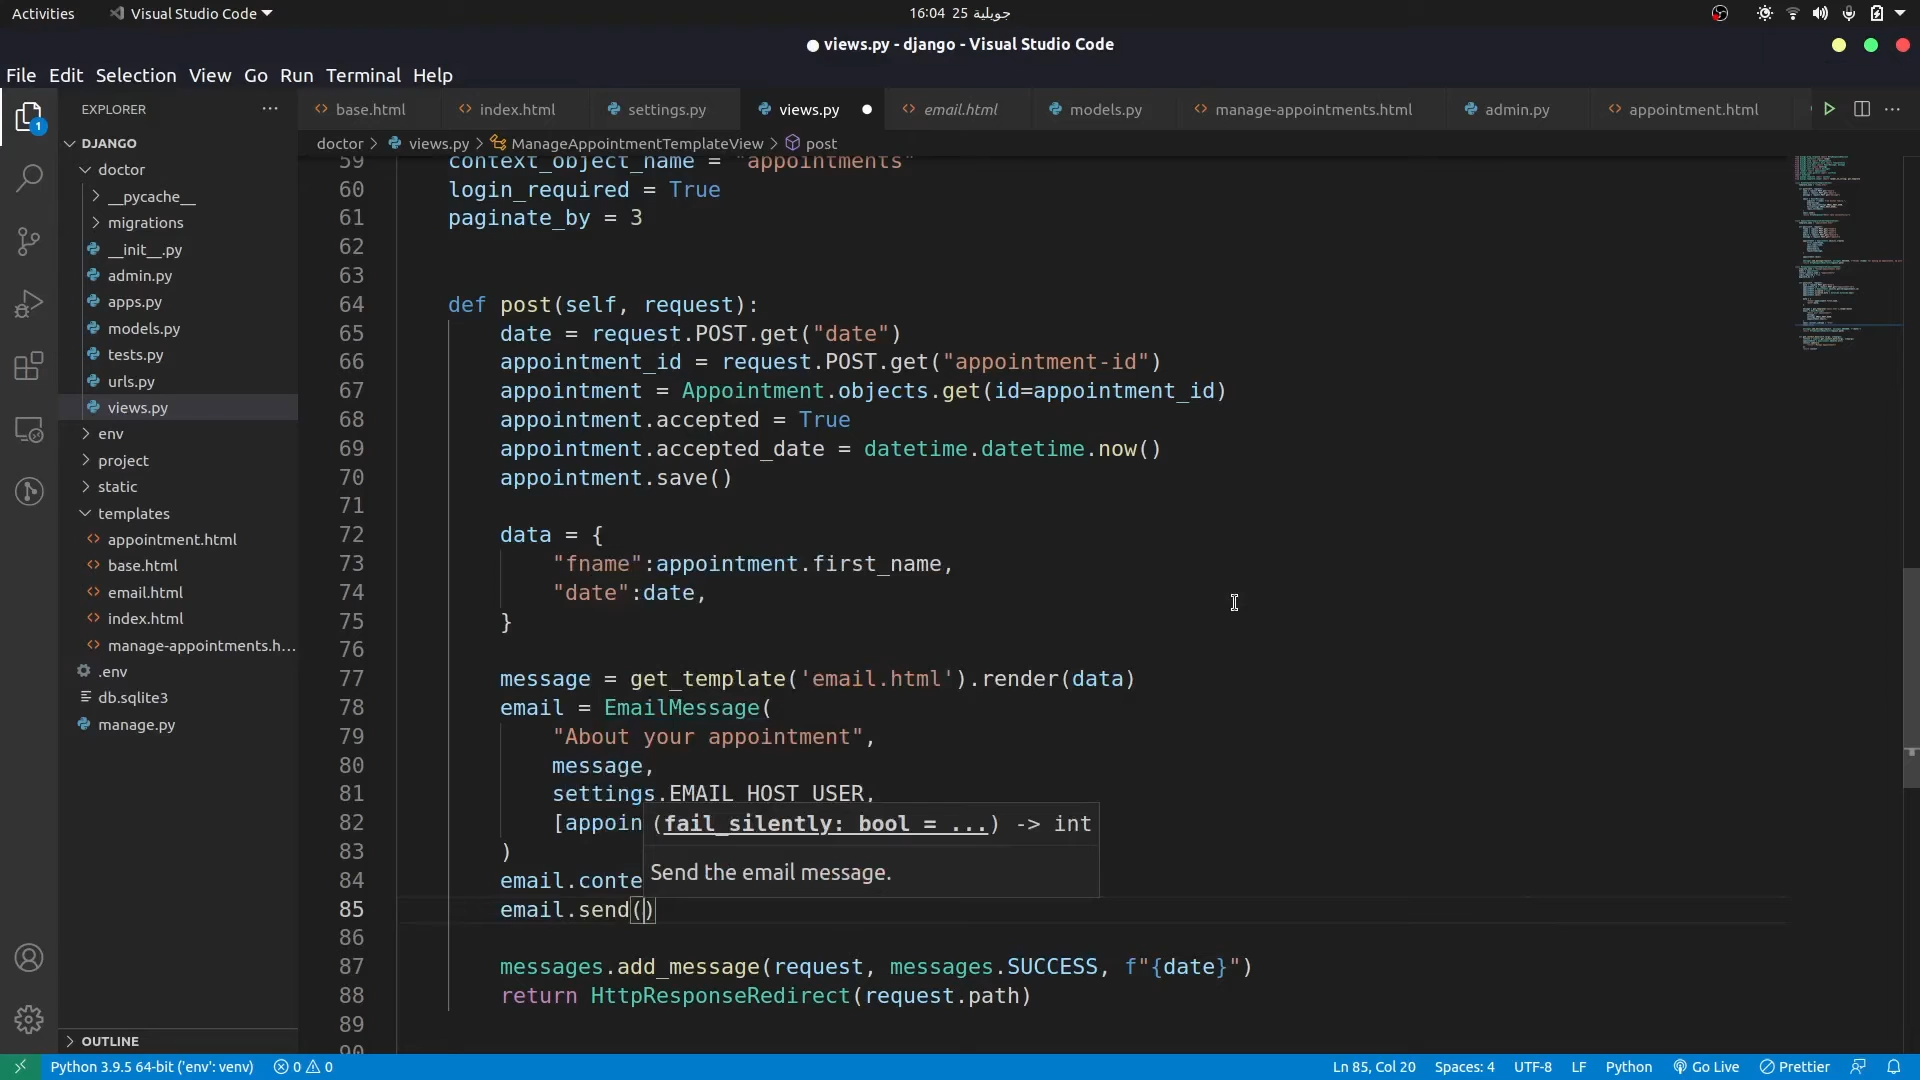 Activities
Visual Studio Code
16:04 25 جويلية
views.py - django - Visual Studio Code
File Edit Selection View Go Run Terminal Help
EXPLORER
base.html
index.html
settings.py
views.py
email.html
models.py
manage-appointments.html
admin.py
appointment.html
DJANGO
doctor
__pycache__
migrations
__init__.py
admin.py
apps.py
models.py
tests.py
urls.py
views.py
env
project
static
templates
appointment.html
base.html
email.html
index.html
manage-appointments.h...
.env
db.sqlite3
manage.py
OUTLINE
doctor > views.py > ManageAppointmentTemplateView > post
59 context_object_name = "appointments"
60 login_required = True
61 paginate_by = 3
62
63
64 def post(self, request):
65 date = request.POST.get("date")
66 appointment_id = request.POST.get("appointment-id")
67 appointment = Appointment.objects.get(id=appointment_id)
68 appointment.accepted = True
69 appointment.accepted_date = datetime.datetime.now()
70 appointment.save()
71
72 data = {
73 "fname":appointment.first_name,
74 "date":date,
75 }
76
77 message = get_template('email.html').render(data)
78 email = EmailMessage(
79 "About your appointment",
80 message,
81 settings.EMAIL_HOST_USER,
82 [appoin
(fail_silently: bool = ...) -> int
83 )
Send the email message.
84 email.conte
85 email.send()
86
87 messages.add_message(request, messages.SUCCESS, f"{date}")
88 return HttpResponseRedirect(request.path)
89
90
Python 3.9.5 64-bit ('env': venv) 0 0
Ln 85, Col 20 Spaces: 4 UTF-8 LF Python Go Live Prettier